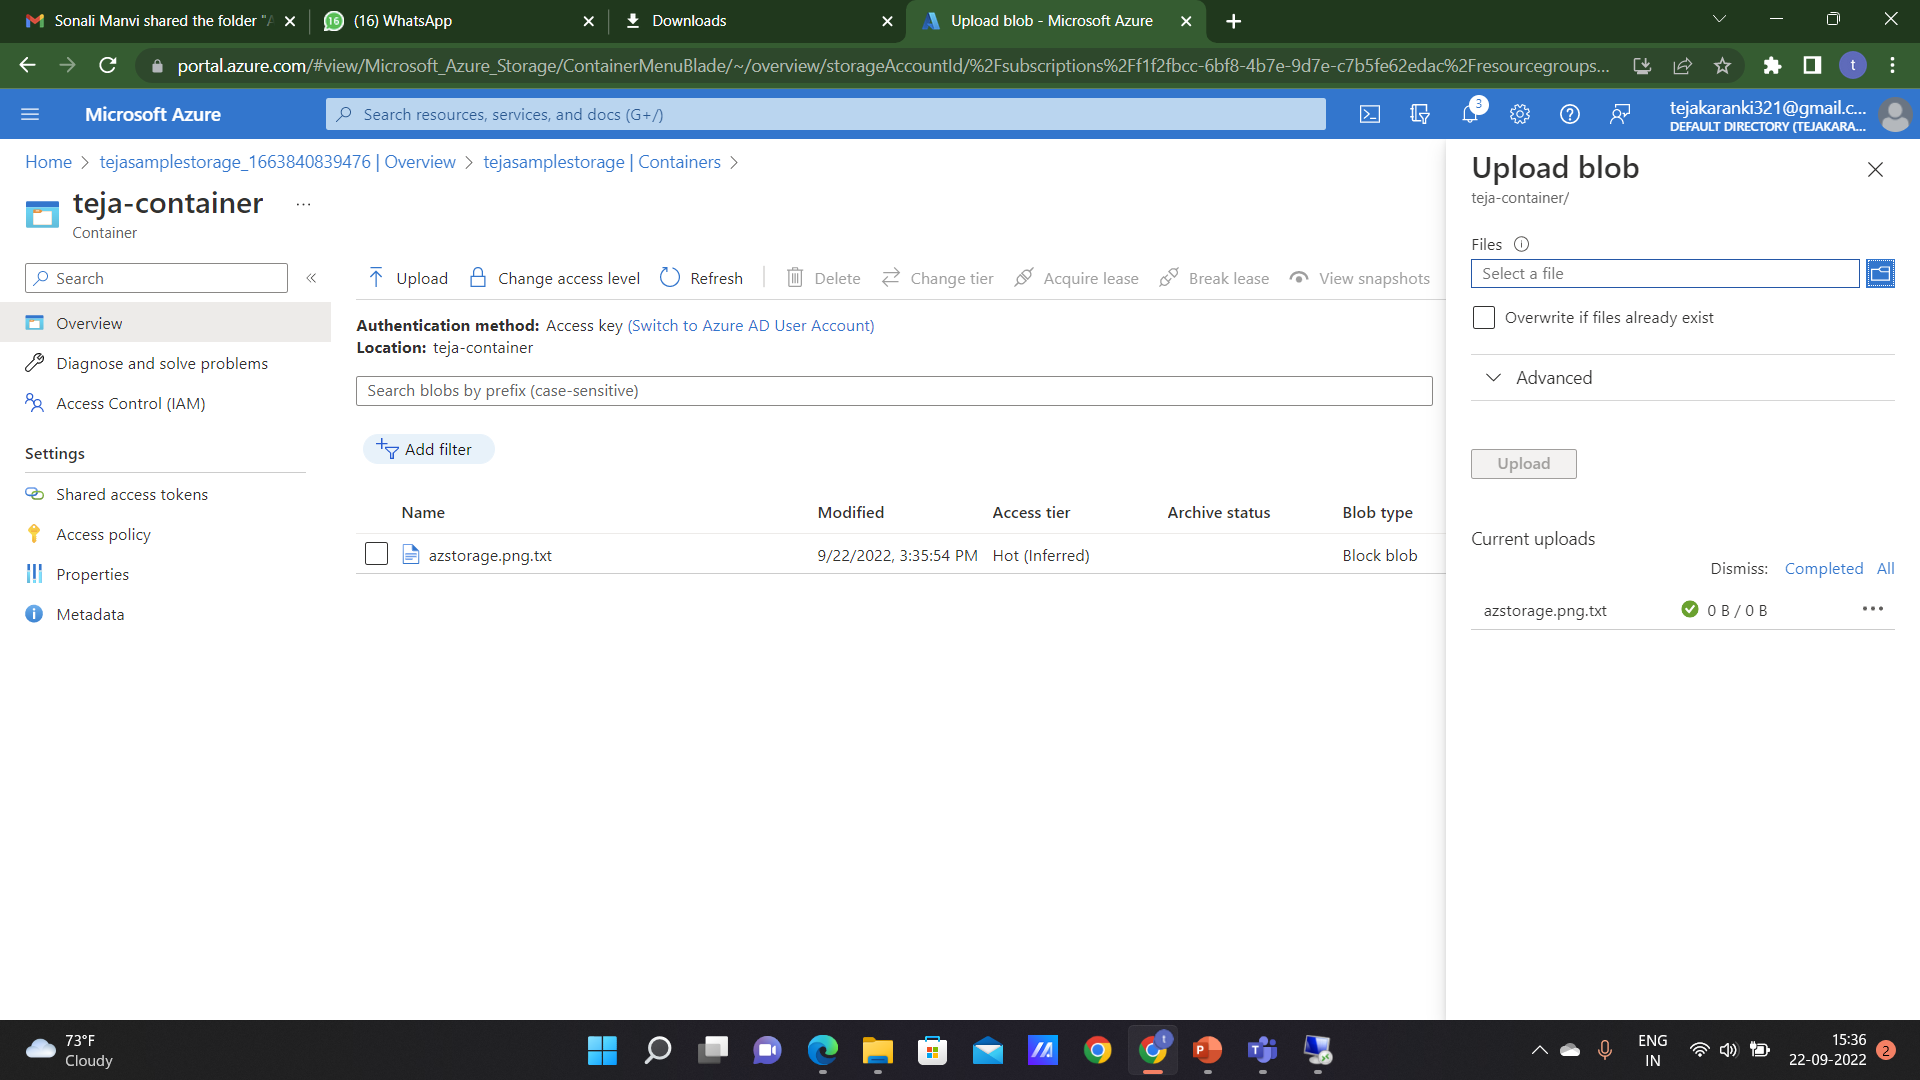 Sonali Manvi shared the folder "A
16
(16) WhatsApp
Downloads
Upload blob - Microsoft Azure
portal.azure.com/#view/Microsoft_Azure_Storage/ContainerMenuBlade/~/overview/storageAccountId/%2Fsubscriptions%2Ff1f2fbcc-6bf8-4b7e-9d7e-c7b5fe62edac%2Fresourcegroups...
t
Microsoft Azure
Search resources, services, and docs (G+/)
3
tejakaranki321@gmail.c...
DEFAULT DIRECTORY (TEJAKARA...
Home > tejasamplestorage_1663840839476 | Overview > tejasamplestorage | Containers >
teja-container ...
Container
Search
«
Overview
Diagnose and solve problems
Access Control (IAM)
Settings
Shared access tokens
Access policy
Properties
Metadata
Upload
Change access level
Refresh
Delete
Change tier
Acquire lease
Break lease
View snapshots
Authentication method: Access key (Switch to Azure AD User Account)
Location: teja-container
Search blobs by prefix (case-sensitive)
Add filter
Name Modified Access tier Archive status Blob type
azstorage.png.txt 9/22/2022, 3:35:54 PM Hot (Inferred) Block blob
Upload blob
teja-container/
Files
Select a file
Overwrite if files already exist
Advanced
Upload
Current uploads
Dismiss: Completed All
azstorage.png.txt 0 B / 0 B ...
73°F
Cloudy
t
ENG
IN
15:36
22-09-2022
2